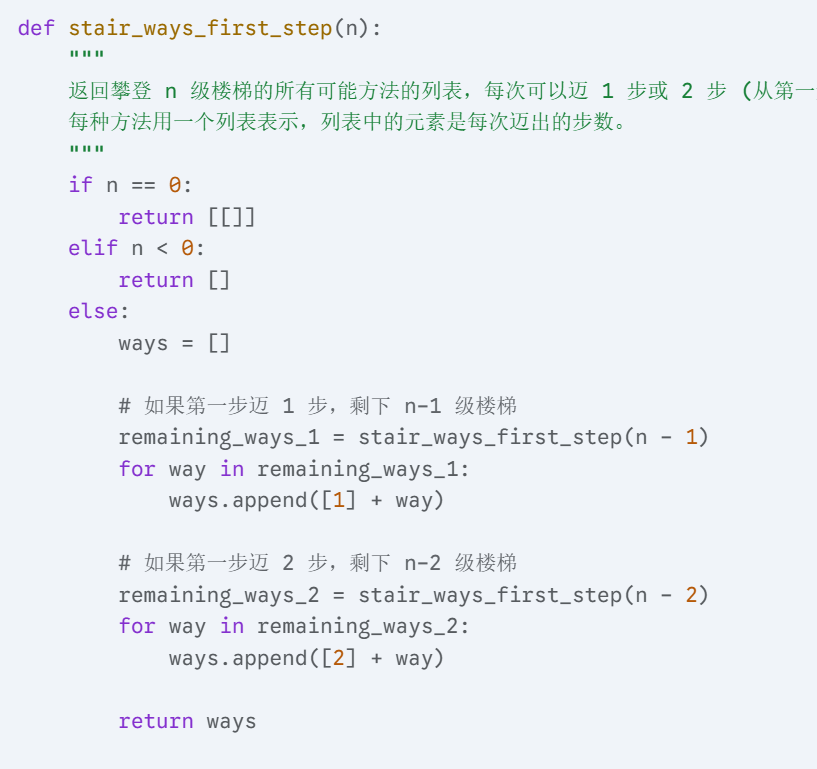 def stair_ways_first_step(n):
    """
    返回攀登 n 级楼梯的所有可能方法的列表，每次可以迈 1 步或 2 步 (从第一
    每种方法用一个列表表示，列表中的元素是每次迈出的步数。
    """
    if n == 0:
        return [[]]
    elif n < 0:
        return []
    else:
        ways = []
        # 如果第一步迈 1 步，剩下 n-1 级楼梯
        remaining_ways_1 = stair_ways_first_step(n - 1)
        for way in remaining_ways_1:
            ways.append([1] + way)
        # 如果第一步迈 2 步，剩下 n-2 级楼梯
        remaining_ways_2 = stair_ways_first_step(n - 2)
        for way in remaining_ways_2:
            ways.append([2] + way)
        return ways